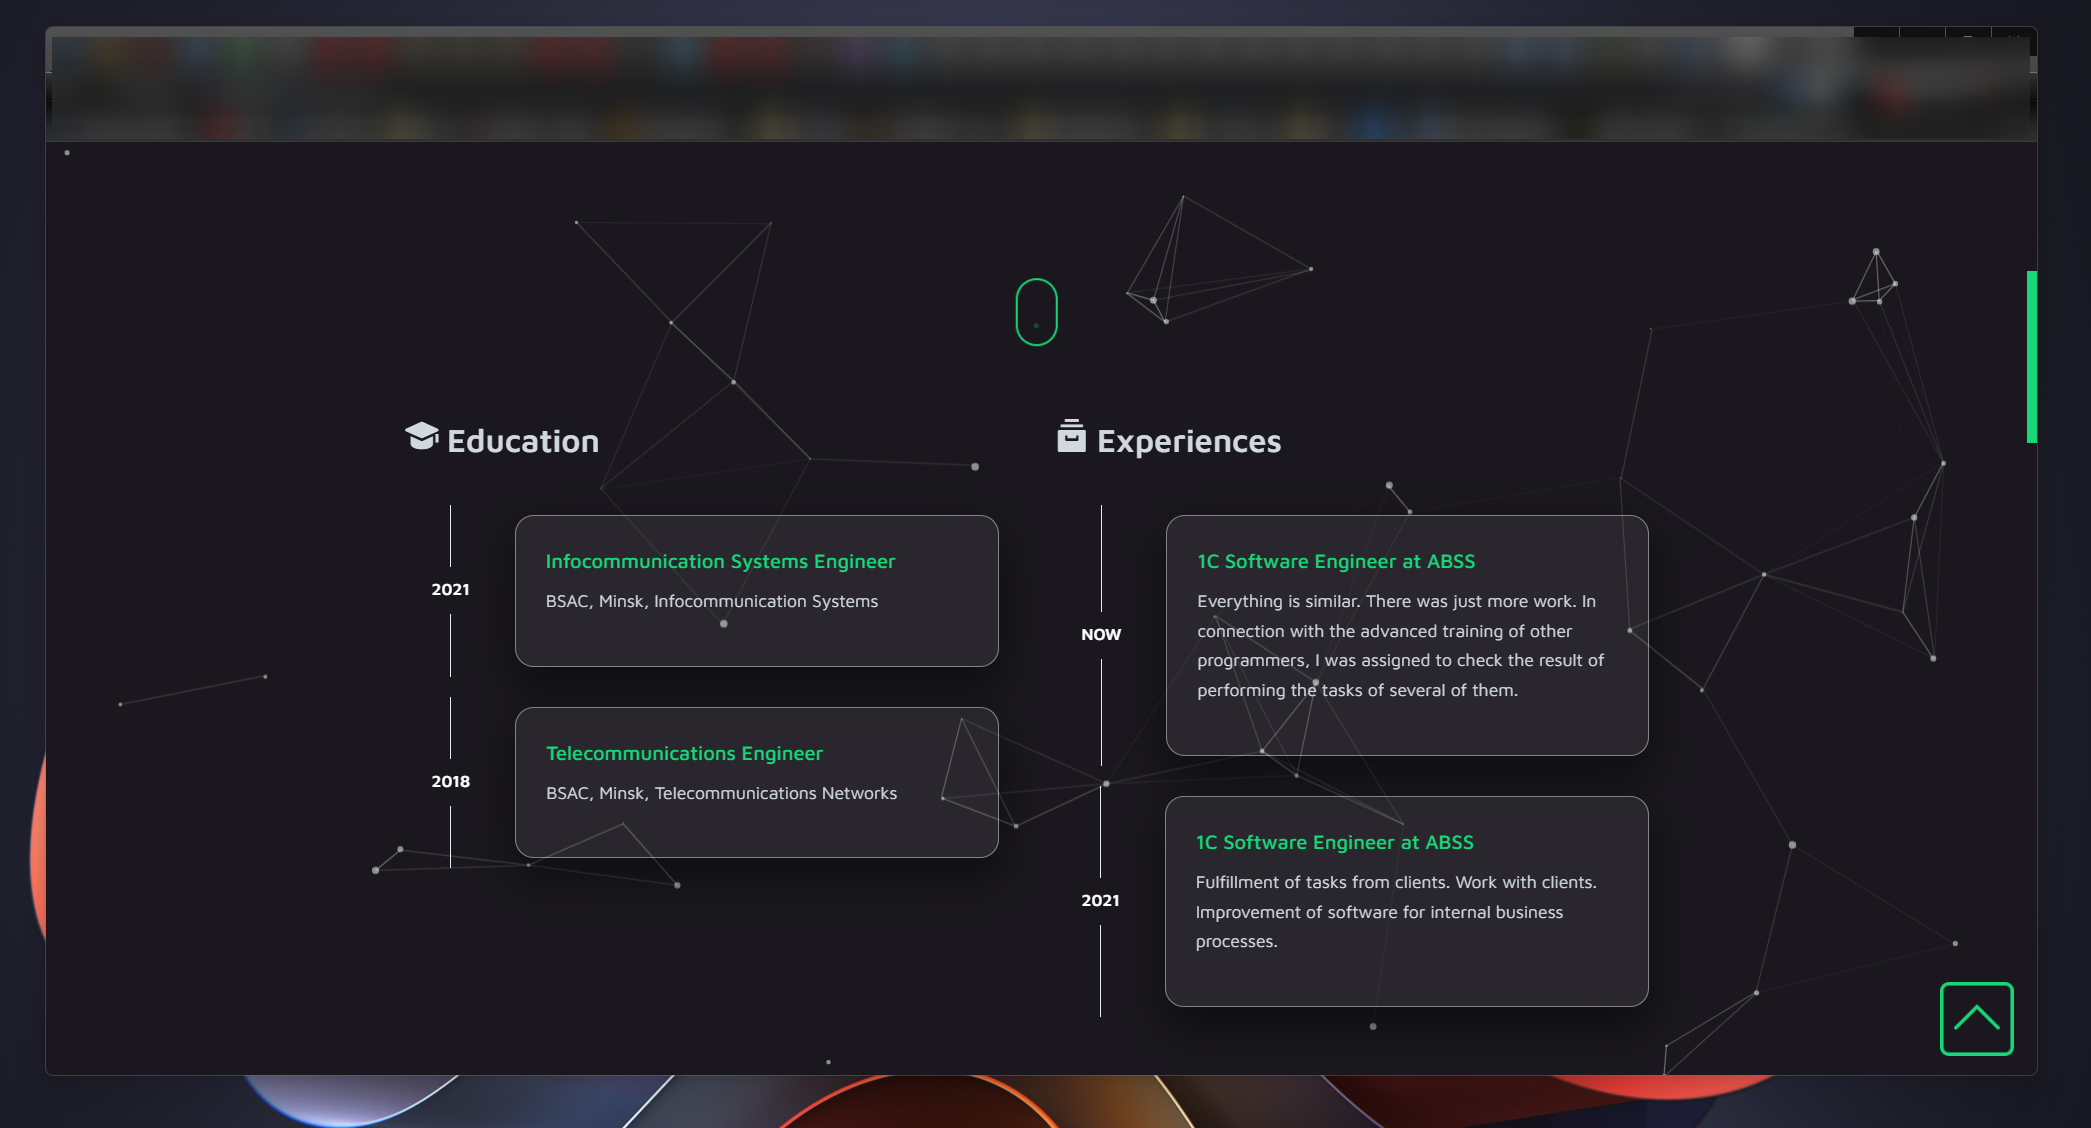 Education
2021
Infocommunication Systems Engineer
BSAC, Minsk, Infocommunication Systems
2018
Telecommunications Engineer
BSAC, Minsk, Telecommunications Networks
Experiences
NOW
1C Software Engineer at ABSS
Everything is similar. There was just more work. In
connection with the advanced training of other
programmers, I was assigned to check the result of
performing the tasks of several of them.
2021
1C Software Engineer at ABSS
Fulfillment of tasks from clients. Work with clients.
Improvement of software for internal business
processes.